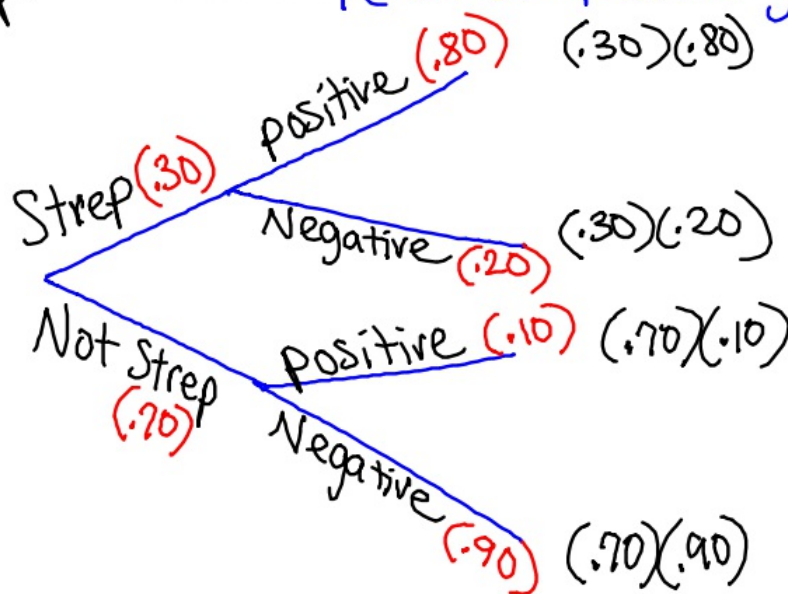 positive (.80) (.30)(.80)
Strep (.30)
Negative (.20) (.30)(.20)
Not Strep (.70)
positive (.10) (.70)(.10)
Negative (.90) (.70)(.90)